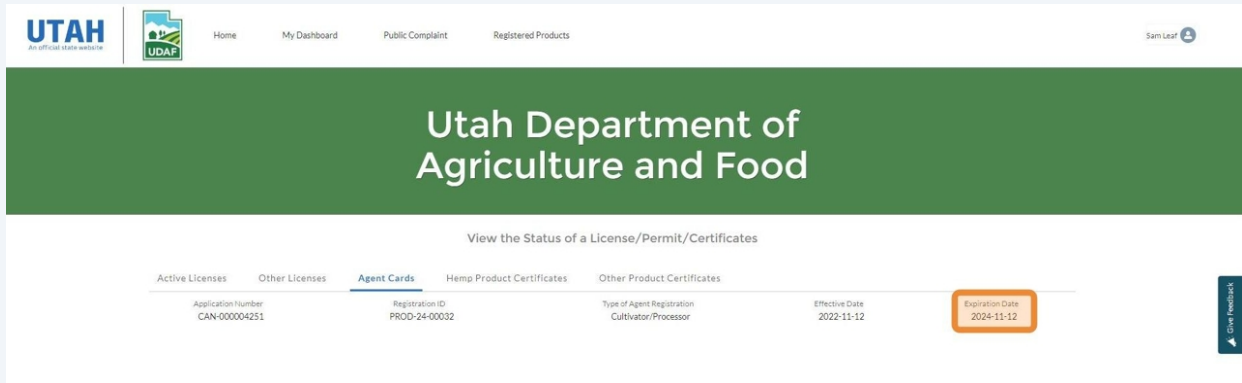 UTAH
An official state website
UDAF
Home My Dashboard Public Complaint Registered Products
Sam Leaf
Utah Department of
Agriculture and Food
View the Status of a License/Permit/Certificates
Active Licenses Other Licenses Agent Cards Hemp Product Certificates Other Product Certificates
Application Number Registration ID Type of Agent Registration Effective Date Expiration Date
CAN-000004251 PROD-24-00032 Cultivator/Processor 2022-11-12 2024-11-12
Give Feedback